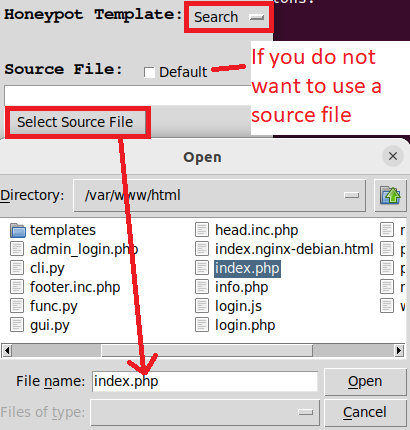 Honeypot Template: Search
Source File: Default
If you do not
want to use a
source file
Select Source File
Open
Directory: /var/www/html
templates
admin_login.php
cli.py
footer.inc.php
func.py
gui.py
head.inc.php
index.nginx-debian.html
index.php
info.php
login.js
login.php
File name: index.php
Open
Files of type:
Cancel